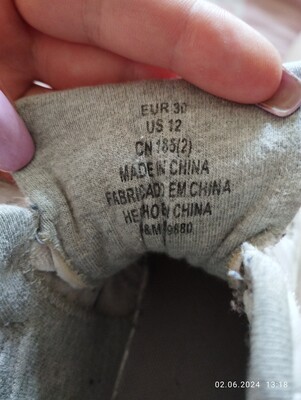 EUR 30
US 12
CN 185(2)
MADE IN CHINA
FABRICADO EM CHINA
HECHO EN CHINA
H&M 9880
02.06.2024 13:18